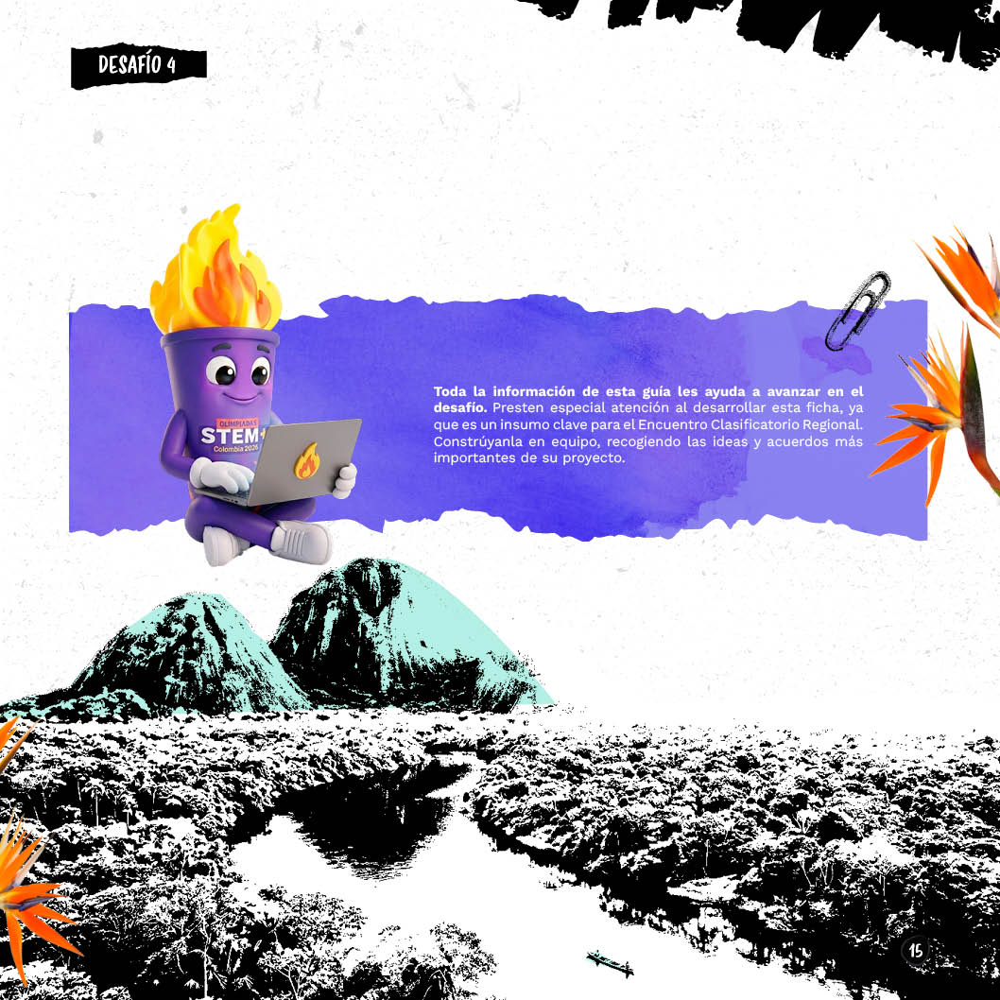 DESAFÍO 4
OLIMPIADAS
STEM+
Colombia 2026
Toda la información de esta guía les ayuda a avanzar en el
desafío. Presten especial atención al desarrollar esta ficha, ya
que es un insumo clave para el Encuentro Clasificatorio Regional.
Constrúyanla en equipo, recogiendo las ideas y acuerdos más
importantes de su proyecto.
15